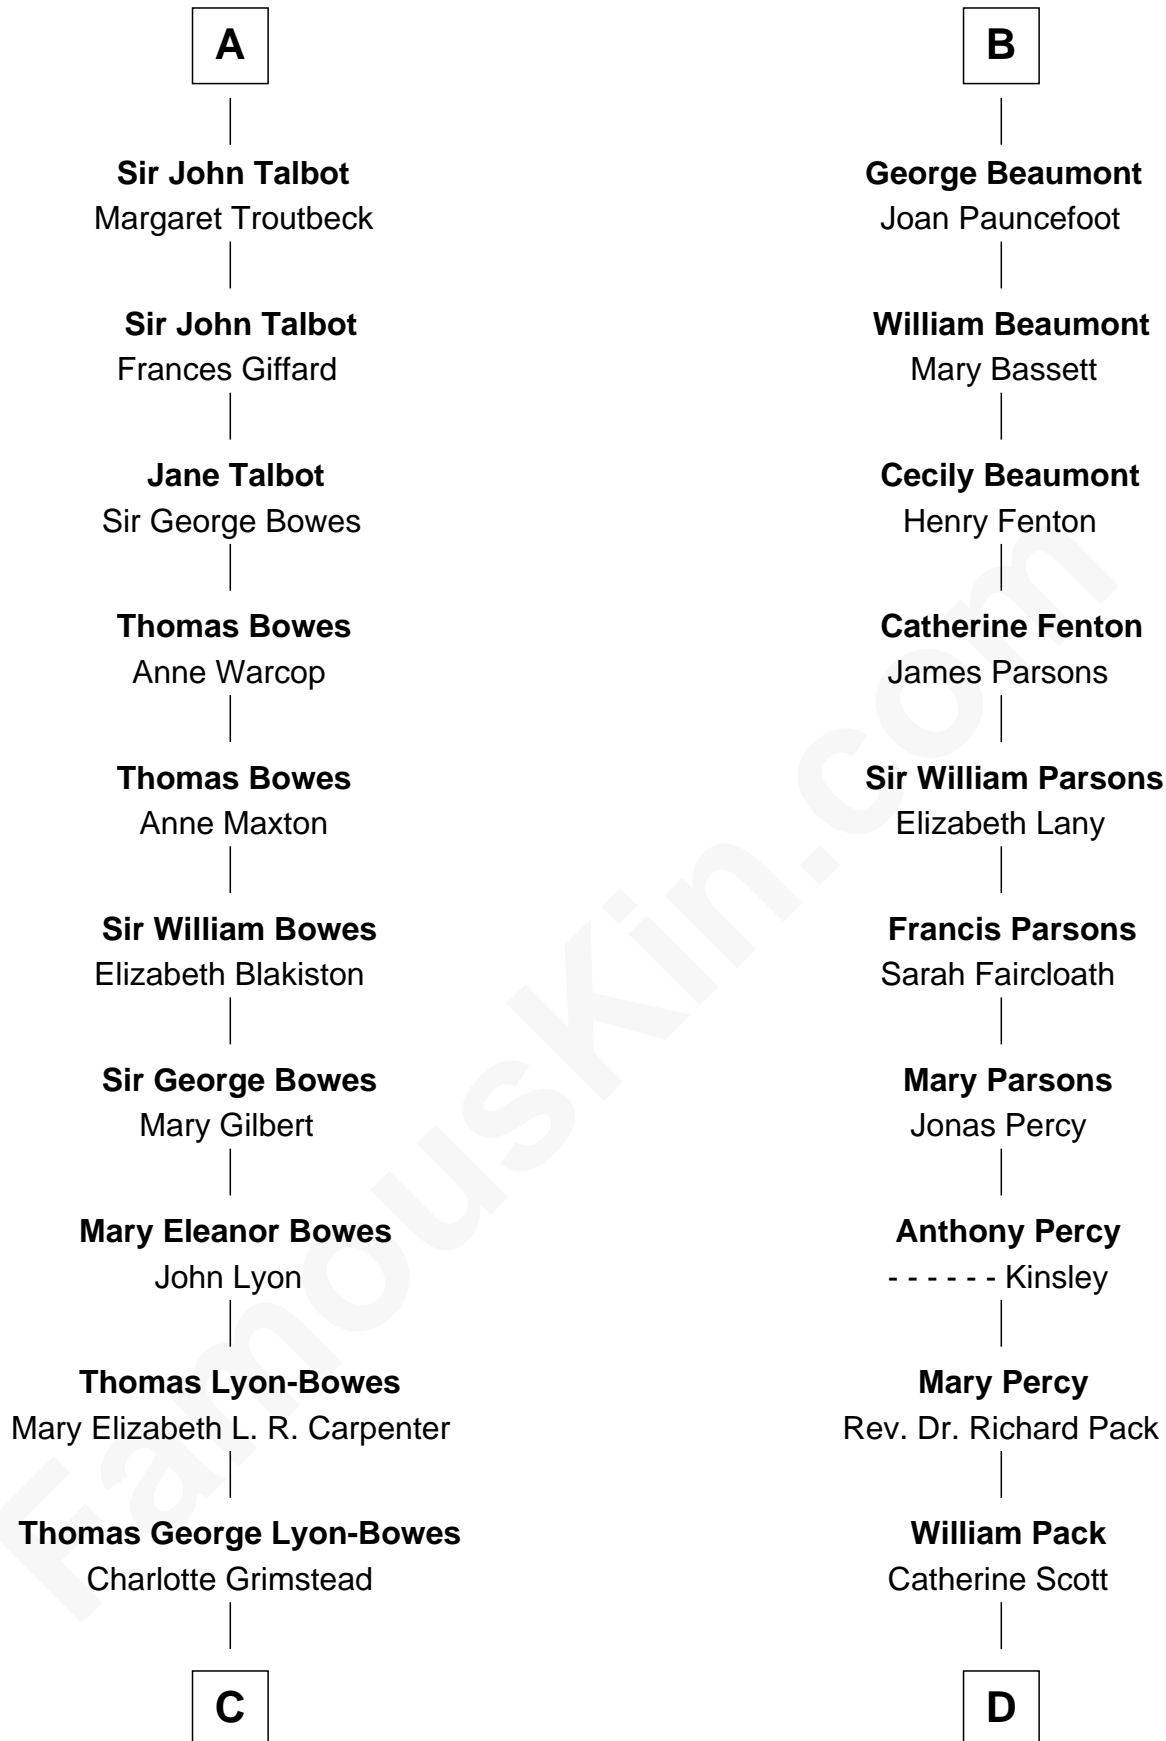 A
Sir John Talbot
Margaret Troutbeck
Sir John Talbot
Frances Giffard
Jane Talbot
Sir George Bowes
Thomas Bowes
Anne Warcop
Thomas Bowes
Anne Maxton
Sir William Bowes
Elizabeth Blakiston
Sir George Bowes
Mary Gilbert
Mary Eleanor Bowes
John Lyon
Thomas Lyon-Bowes
Mary Elizabeth L. R. Carpenter
Thomas George Lyon-Bowes
Charlotte Grimstead
C
B
George Beaumont
Joan Pauncefoot
William Beaumont
Mary Bassett
Cecily Beaumont
Henry Fenton
Catherine Fenton
James Parsons
Sir William Parsons
Elizabeth Lany
Francis Parsons
Sarah Faircloath
Mary Parsons
Jonas Percy
Anthony Percy
- - - - - - Kinsley
Mary Percy
Rev. Dr. Richard Pack
William Pack
Catherine Scott
D
FamousKin.com